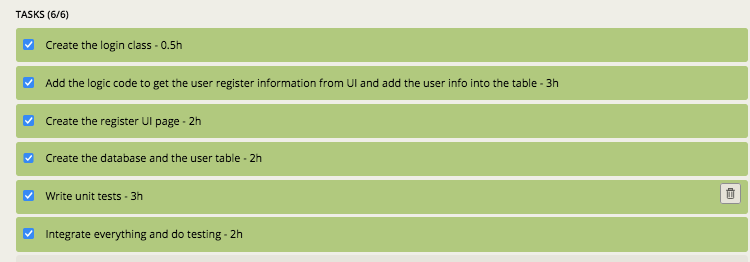 TASKS (6/6)
Create the login class - 0.5h
Add the logic code to get the user register information from UI and add the user info into the table - 3h
Create the register UI page - 2h
Create the database and the user table - 2h
Write unit tests - 3h
Integrate everything and do testing - 2h